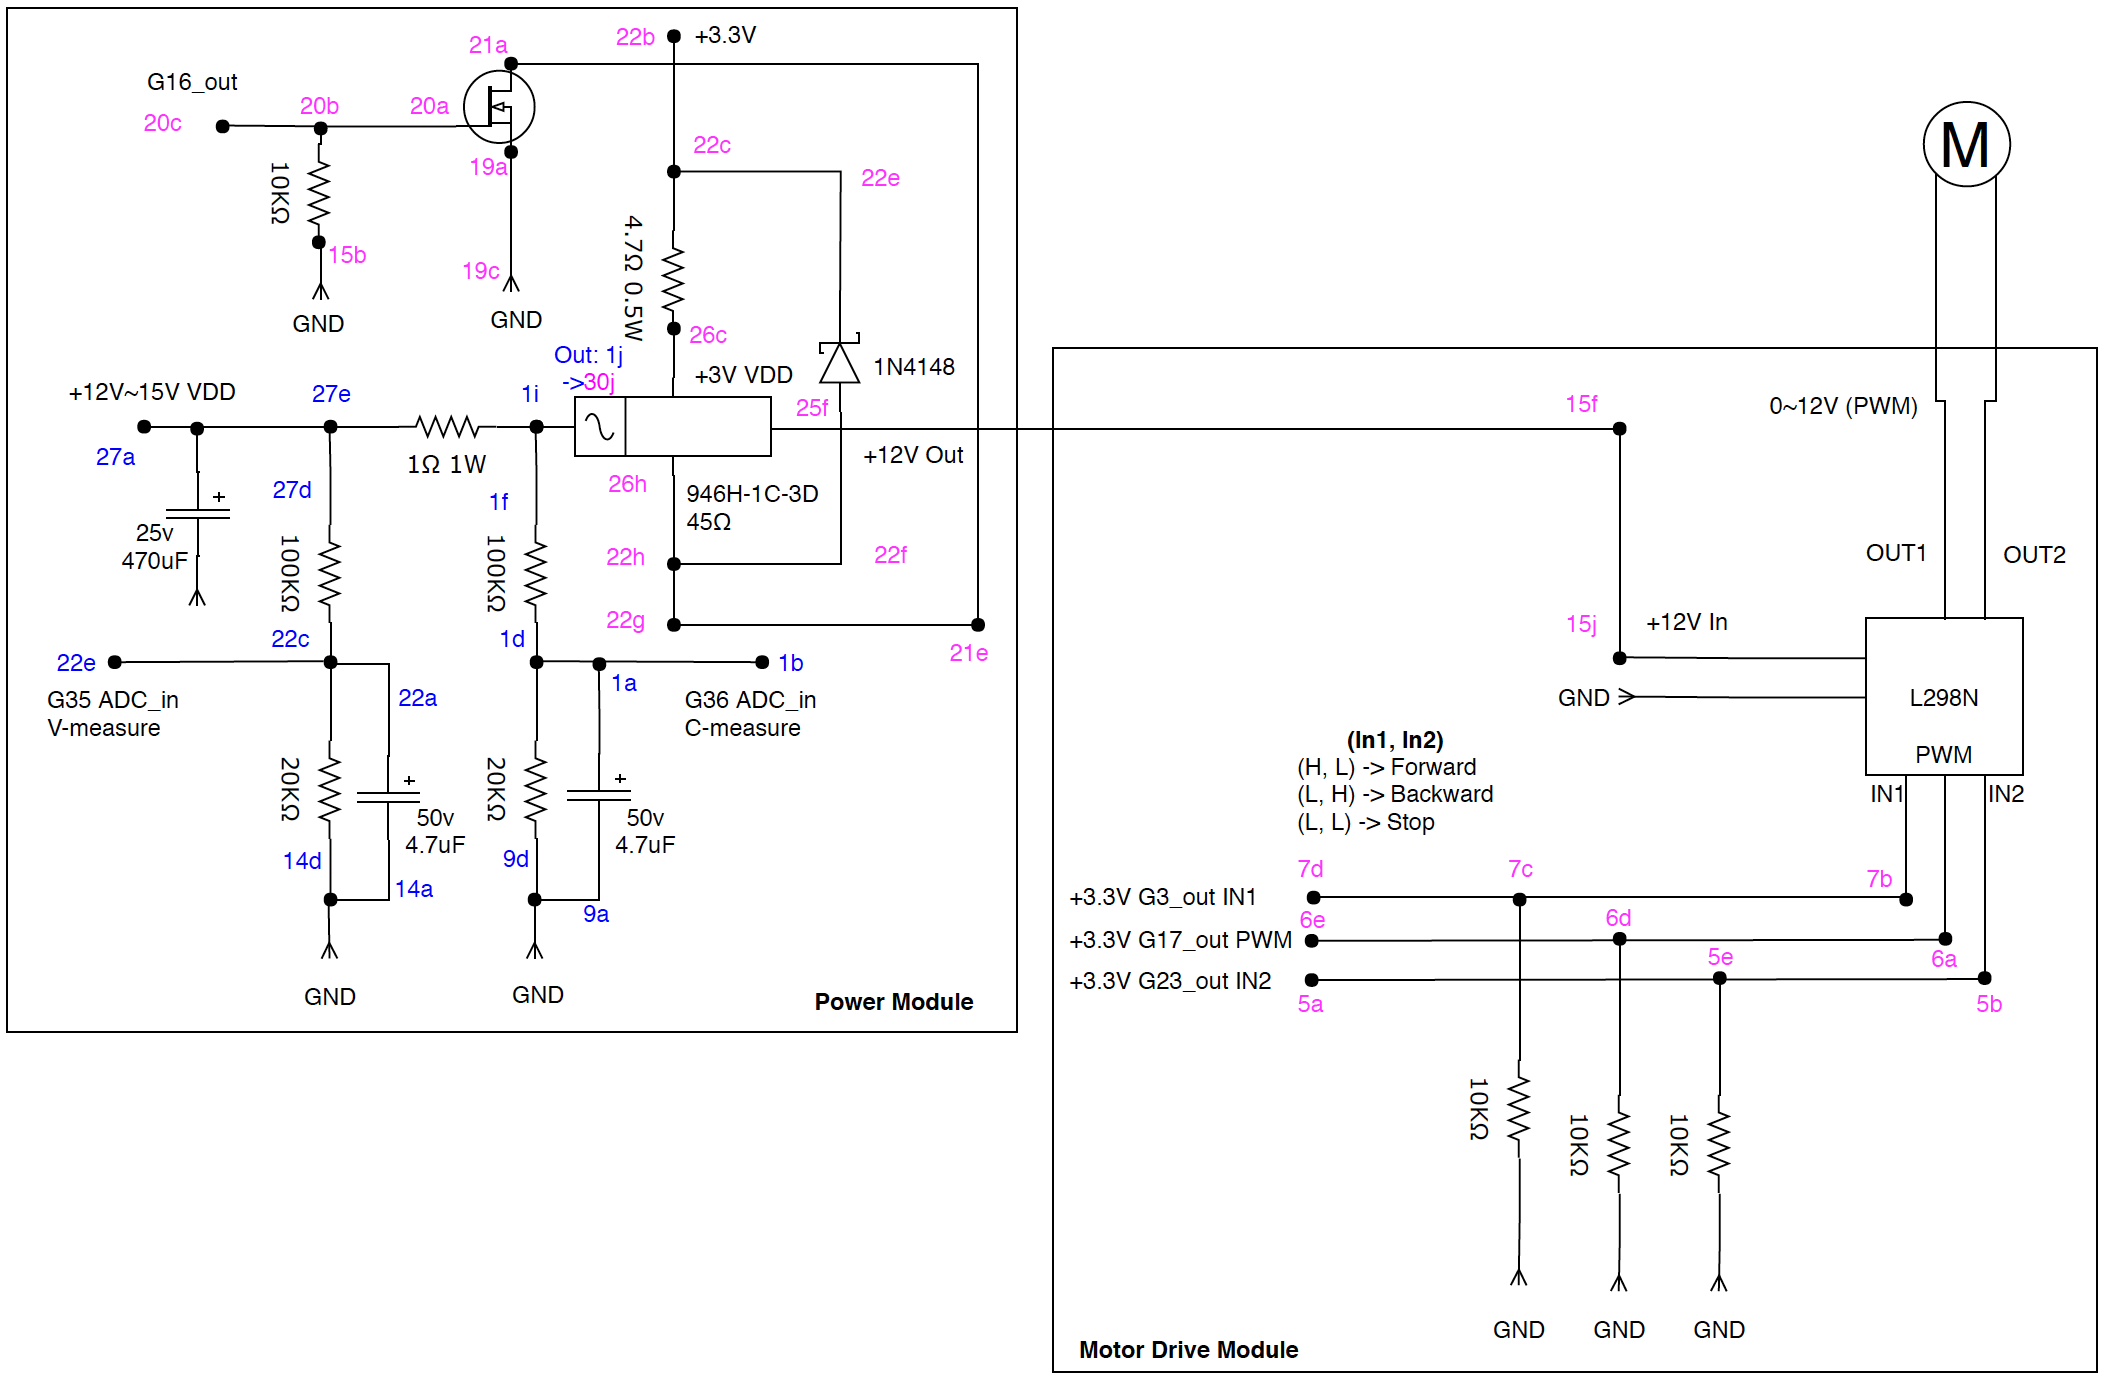 21a
22b
+3.3V
G16_out
20c
20b
20a
19a
10KΩ
15b
GND
19c
GND
22c
22e
4.7Ω 0.5W
26c
1N4148
Out: 1j
->30j
+3V VDD
25f
+12V~15V VDD
27e
1i
27a
1Ω 1W
+12V Out
27d
1f
26h
946H-1C-3D
45Ω
+
25v
470uF
100KΩ
100KΩ
22h
22f
22c
1d
22g
21e
22e
1b
1a
G35 ADC_in
V-measure
22a
G36 ADC_in
C-measure
20KΩ
+
50v
4.7uF
20KΩ
+
50v
4.7uF
14d
14a
9d
9a
GND
GND
Power Module
M
15f
0~12V (PWM)
OUT1
OUT2
15j
+12V In
GND
L298N
PWM
IN1
IN2
(In1, In2)
(H, L) -> Forward
(L, H) -> Backward
(L, L) -> Stop
7d
7c
7b
+3.3V G3_out IN1
6e
6d
+3.3V G17_out PWM
6a
5e
+3.3V G23_out IN2
5a
5b
10KΩ
10KΩ
10KΩ
GND
GND
GND
Motor Drive Module